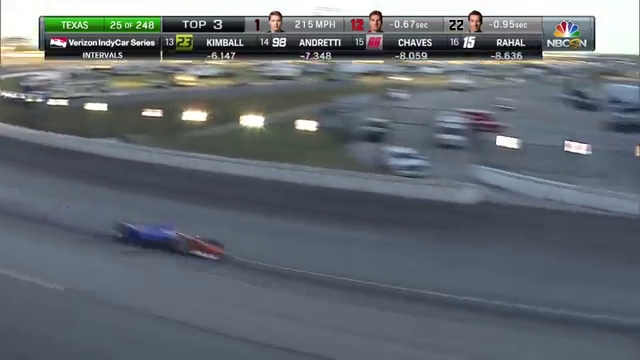 TEXAS 25 OF 248 TOP 3 1 215 MPH 12 -0.67sec 22 -0.95sec
Verizon IndyCar Series 13 23 KIMBALL 14 98 ANDRETTI 15 CHAVES 16 15 RAHAL NBCSN
INTERVALS -6.147 -7.348 -8.059 -8.636